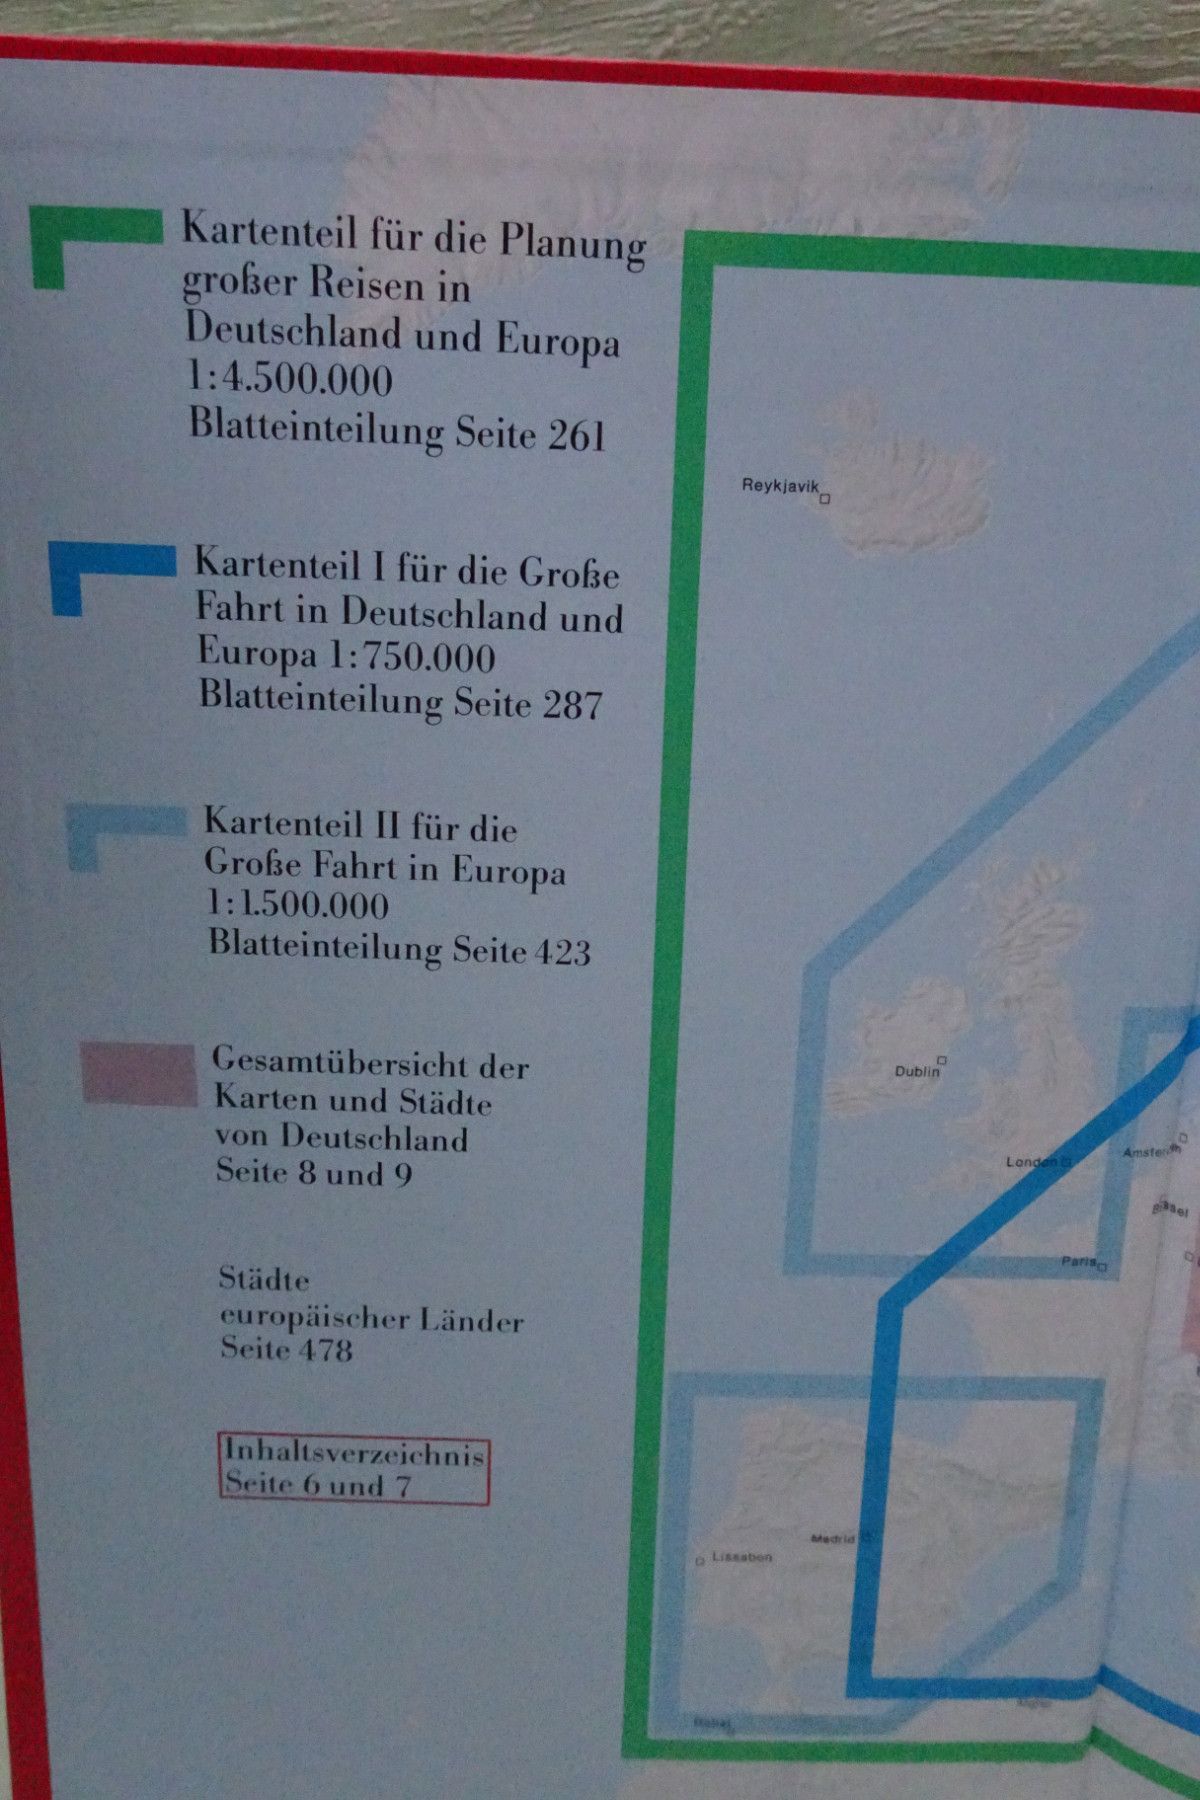 Kartenteil für die Planung
großer Reisen in
Deutschland und Europa
1:4.500.000
Blatteinteilung Seite 261
Kartenteil I für die Große
Fahrt in Deutschland und
Europa 1:750.000
Blatteinteilung Seite 287
Kartenteil II für die
Große Fahrt in Europa
1:1.500.000
Blatteinteilung Seite 423
Gesamtübersicht der
Karten und Städte
von Deutschland
Seite 8 und 9
Städte
europäischer Länder
Seite 478
Inhaltsverzeichnis
Seite 6 und 7
Reykjavik
Dublin
London
Paris
Madrid
Lissabon